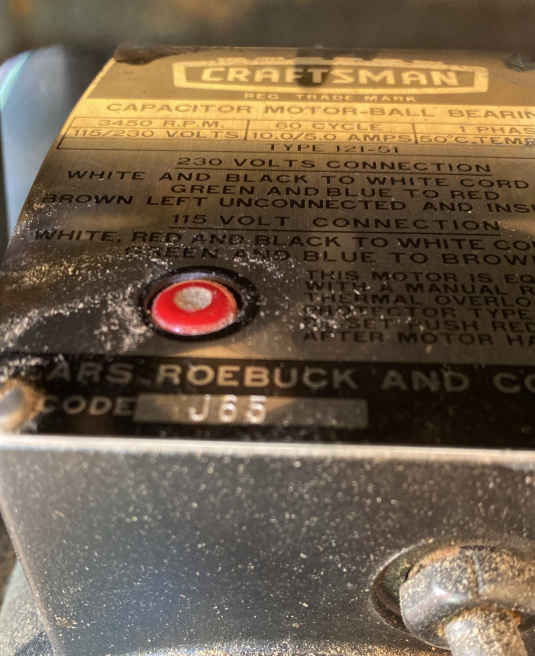 CRAFTSMAN
REG. TRADE MARK
CAPACITOR MOTOR-BALL BEARIN
3450 R.P.M. 60 CYCLE 1 PHAS
115/230 VOLTS 10.0/5.0 AMPS 50°C.TEMP
TYPE 121-51
230 VOLTS CONNECTION
WHITE AND BLACK TO WHITE CORD
GREEN AND BLUE TO RED
BROWN LEFT UNCONNECTED AND INS
115 VOLT CONNECTION
WHITE, RED AND BLACK TO WHITE CO
GREEN AND BLUE TO BROWN
THIS MOTOR IS EQ
WITH A MANUAL R
THERMAL OVERLO
PROTECTOR TYPE
RESET PUSH RED
AFTER MOTOR HA
EARS, ROEBUCK AND CO
CODE J65